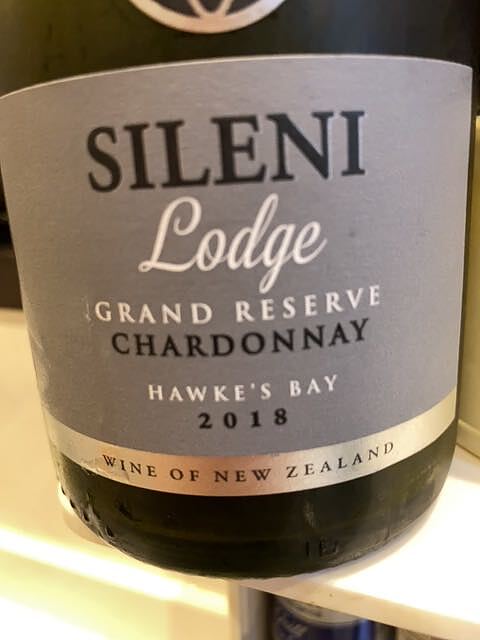 SILENI
Lodge
GRAND RESERVE
CHARDONNAY
HAWKE'S BAY
2018
WINE OF NEW ZEALAND